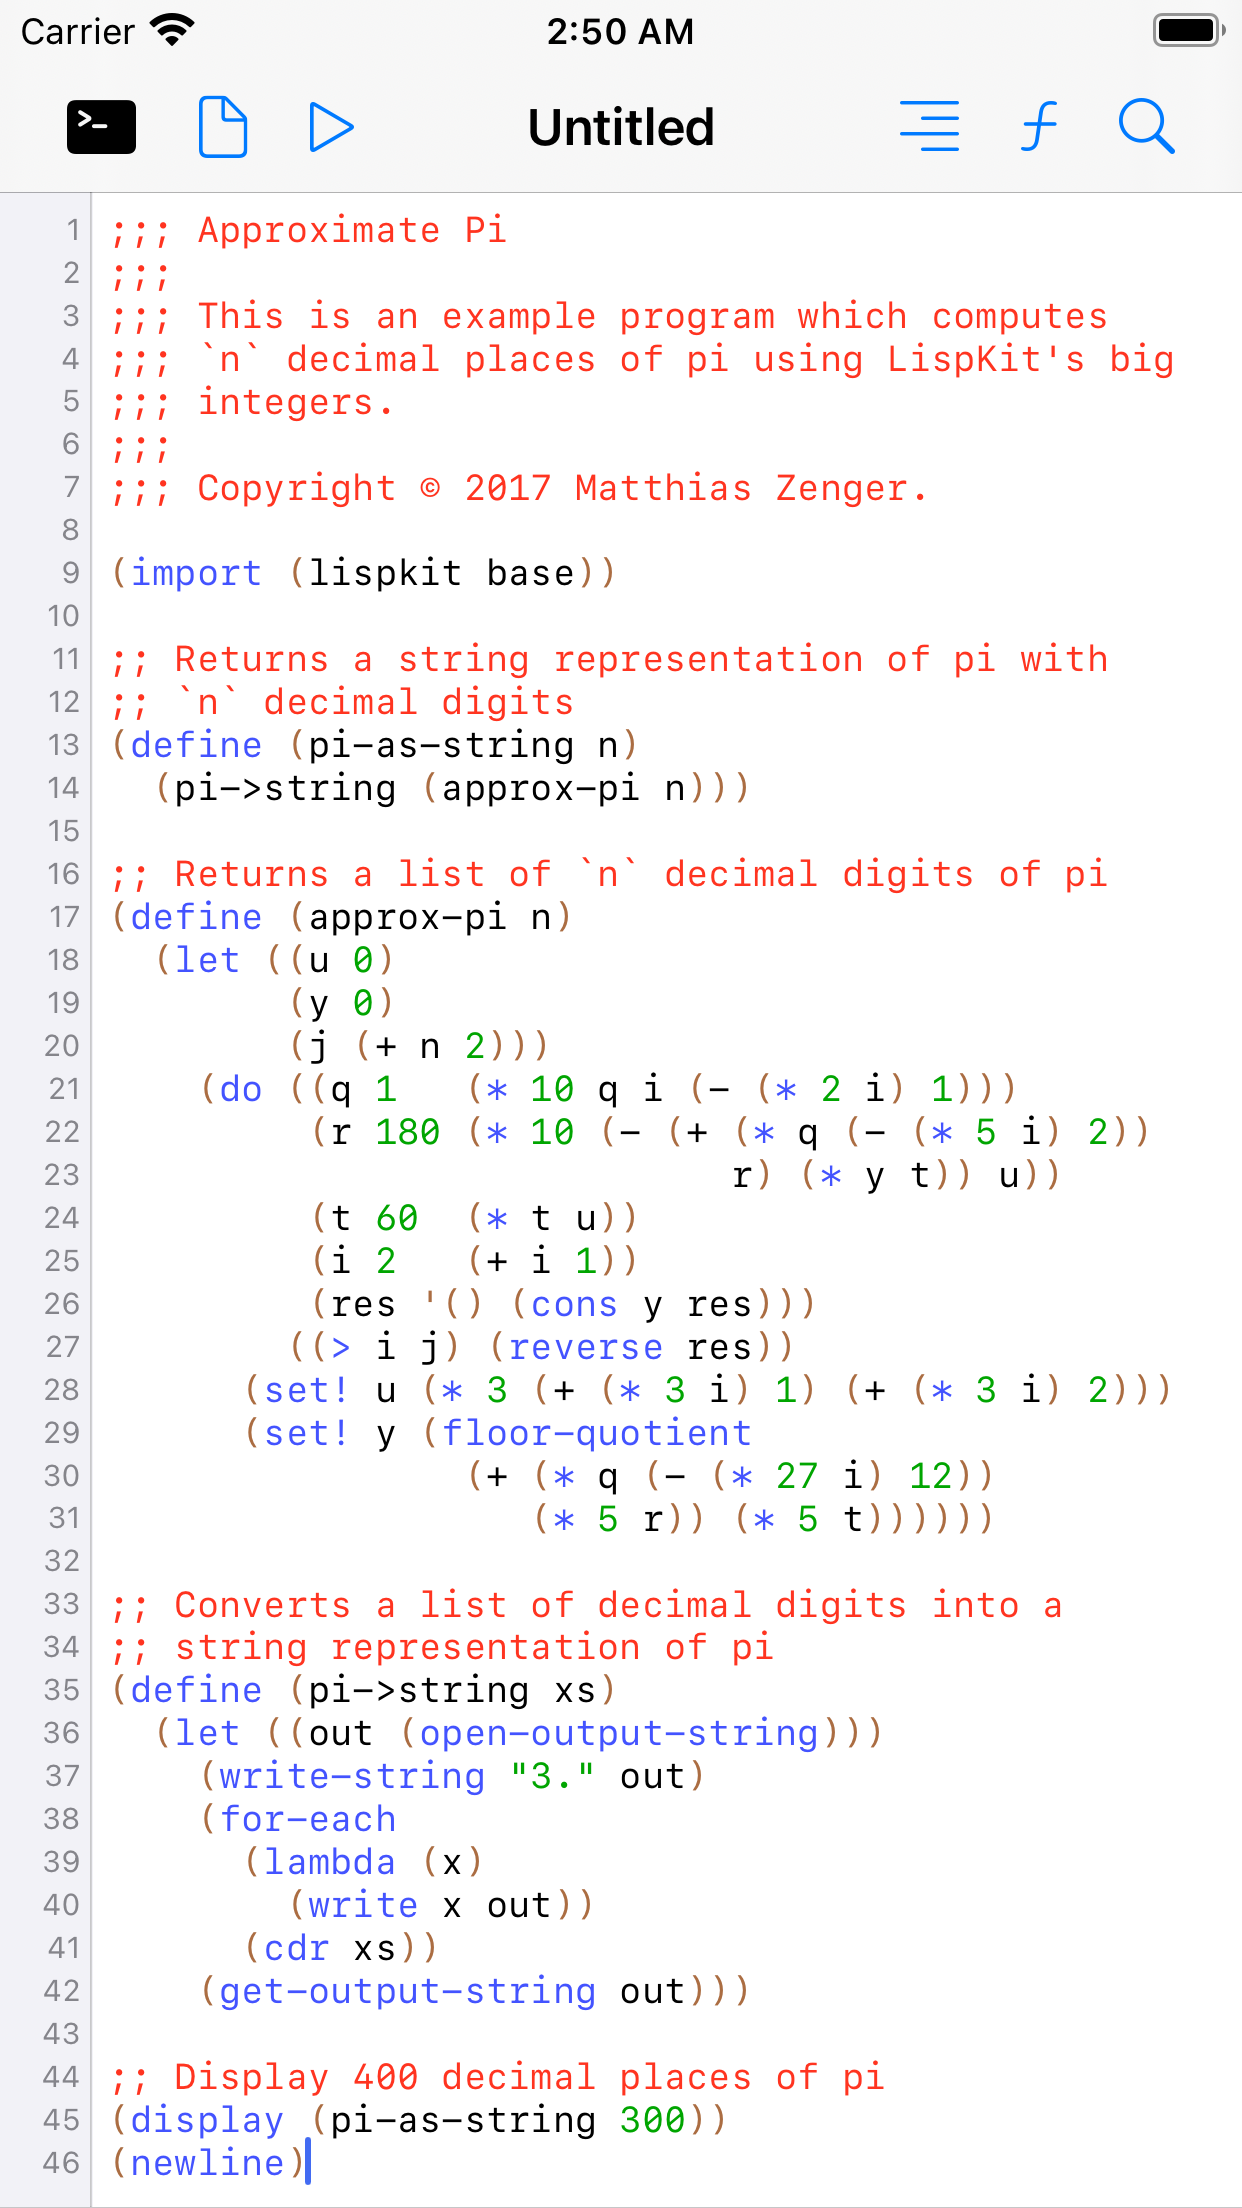 Carrier 2:50 AM
>_ Untitled f
1 ;;; Approximate Pi
2 ;;;
3 ;;; This is an example program which computes
4 ;;; `n` decimal places of pi using LispKit's big
5 ;;; integers.
6 ;;;
7 ;;; Copyright © 2017 Matthias Zenger.
8
9 (import (lispkit base))
10
11 ;; Returns a string representation of pi with
12 ;; `n` decimal digits
13 (define (pi-as-string n)
14   (pi->string (approx-pi n)))
15
16 ;; Returns a list of `n` decimal digits of pi
17 (define (approx-pi n)
18   (let ((u 0)
19         (y 0)
20         (j (+ n 2)))
21     (do ((q 1   (* 10 q i (- (* 2 i) 1)))
22          (r 180 (* 10 (- (+ (* q (- (* 5 i) 2))
23                             r) (* y t)) u))
24          (t 60  (* t u))
25          (i 2   (+ i 1))
26          (res '() (cons y res)))
27         ((> i j) (reverse res))
28       (set! u (* 3 (+ (* 3 i) 1) (+ (* 3 i) 2)))
29       (set! y (floor-quotient
30                 (+ (* q (- (* 27 i) 12))
31                    (* 5 r)) (* 5 t))))))
32
33 ;; Converts a list of decimal digits into a
34 ;; string representation of pi
35 (define (pi->string xs)
36   (let ((out (open-output-string)))
37     (write-string "3." out)
38     (for-each
39       (lambda (x)
40         (write x out))
41       (cdr xs))
42     (get-output-string out)))
43
44 ;; Display 400 decimal places of pi
45 (display (pi-as-string 300))
46 (newline)